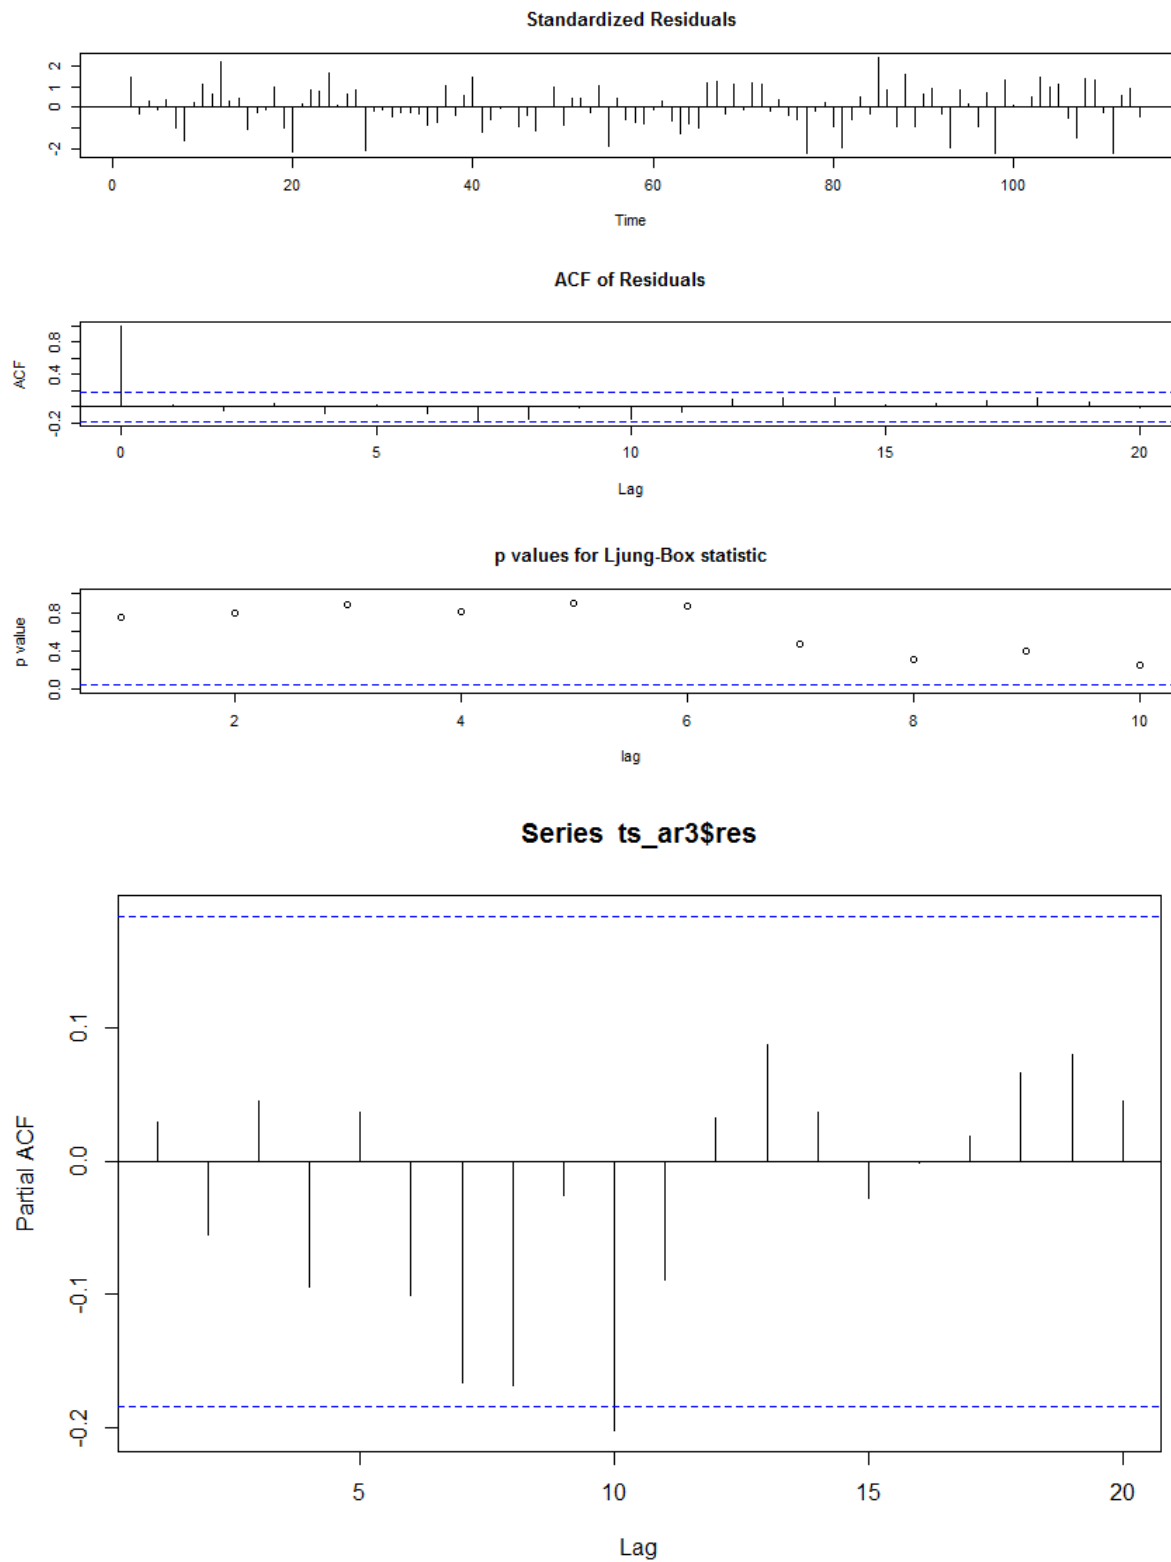 Standardized Residuals
2
1
0
-2
0 20 40 60 80 100
Time
ACF of Residuals
ACF
0.8
0.4
-0.2
0 5 10 15 20
Lag
p values for Ljung-Box statistic
p value
0.8
0.4
0.0
2 4 6 8 10
lag
Series ts_ar3$res
Partial ACF
0.1
0.0
-0.1
-0.2
5 10 15 20
Lag